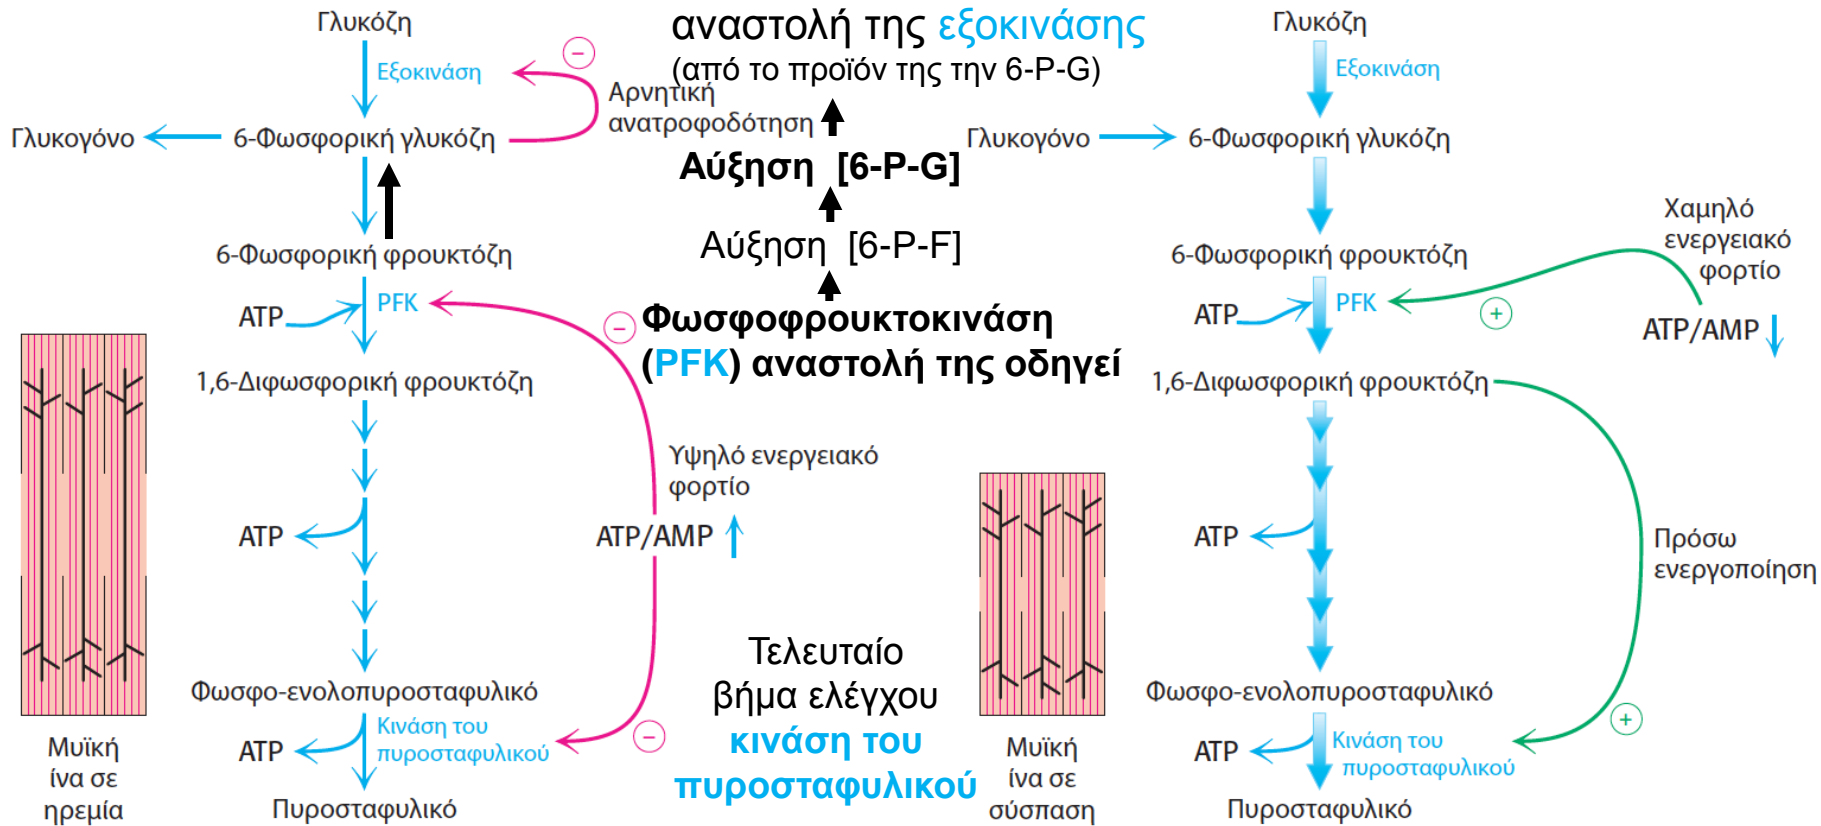 Γλυκόζη
Εξοκινάση
−
Αρνητική
ανατροφοδότηση
Γλυκογόνο
6-Φωσφορική γλυκόζη
6-Φωσφορική φρουκτόζη
ATP
PFK
−
1,6-Διφωσφορική φρουκτόζη
Υψηλό ενεργειακό
φορτίο
ATP/AMP
ATP
Φωσφο-ενολοπυροσταφυλικό
ATP
Κινάση του
πυροσταφυλικού
−
Πυροσταφυλικό
Μυϊκή
ίνα σε
ηρεμία
αναστολή της εξοκινάσης
(από το προϊόν της την 6-P-G)
Αύξηση [6-P-G]
Αύξηση [6-P-F]
Φωσφοφρουκτοκινάση
(PFK) αναστολή της οδηγεί
Τελευταίο
βήμα ελέγχου
κινάση του
πυροσταφυλικού
Γλυκόζη
Εξοκινάση
Γλυκογόνο
6-Φωσφορική γλυκόζη
6-Φωσφορική φρουκτόζη
Χαμηλό
ενεργειακό
φορτίο
ATP
PFK
+
ATP/AMP
1,6-Διφωσφορική φρουκτόζη
ATP
Πρόσω
ενεργοποίηση
Φωσφο-ενολοπυροσταφυλικό
+
ATP
Κινάση του
πυροσταφυλικού
Πυροσταφυλικό
Μυϊκή
ίνα σε
σύσπαση